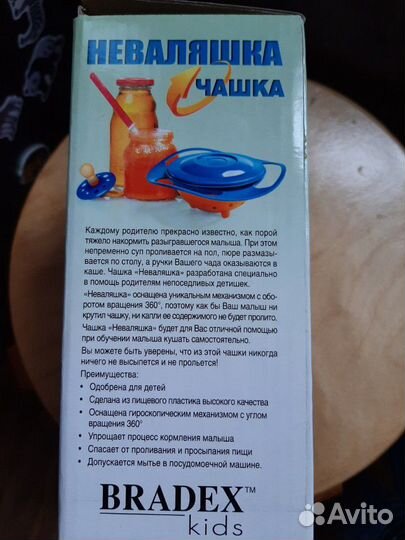 НЕВАЛЯШКА
ЧАШКА
Каждому родителю прекрасно известно, как порой
тяжело накормить разыгравшегося малыша. При этом
непременно суп проливается на пол, пюре размазы-
вается по столу, а ручки Вашего чада оказываются в
каше. Чашка «Неваляшка» разработана специально
в помощь родителям непоседливых детишек.
«Неваляшка» оснащена уникальным механизмом с обо-
ротом вращения 360°, поэтому как бы Ваш малыш ни
крутил чашку, ни капли ее содержимого не будет пролито.
Чашка «Неваляшка» будет для Вас отличной помощью
при обучении малыша кушать самостоятельно.
Вы можете быть уверены, что из этой чашки никогда
ничего не высыпется и не прольется!
Преимущества:
• Одобрена для детей
• Сделана из пищевого пластика высокого качества
• Оснащена гироскопическим механизмом с углом
вращения 360°
• Упрощает процесс кормления малыша
• Спасает от проливания и просыпания пищи
• Допускается мытье в посудомоечной машине.
BRADEX™
kids
Avito